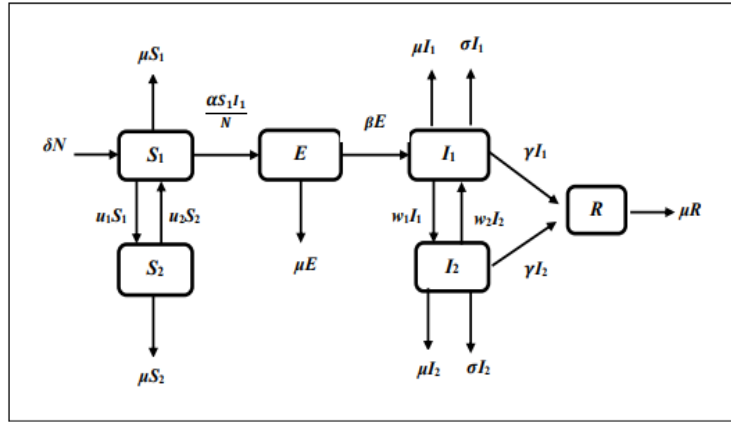 μS₁
μI₁
σI₁
αS₁I₁
N
δN
S₁
E
βE
I₁
γI₁
u₁S₁
u₂S₂
w₁I₁
w₂I₂
R
μR
S₂
μE
I₂
γI₂
μS₂
μI₂
σI₂